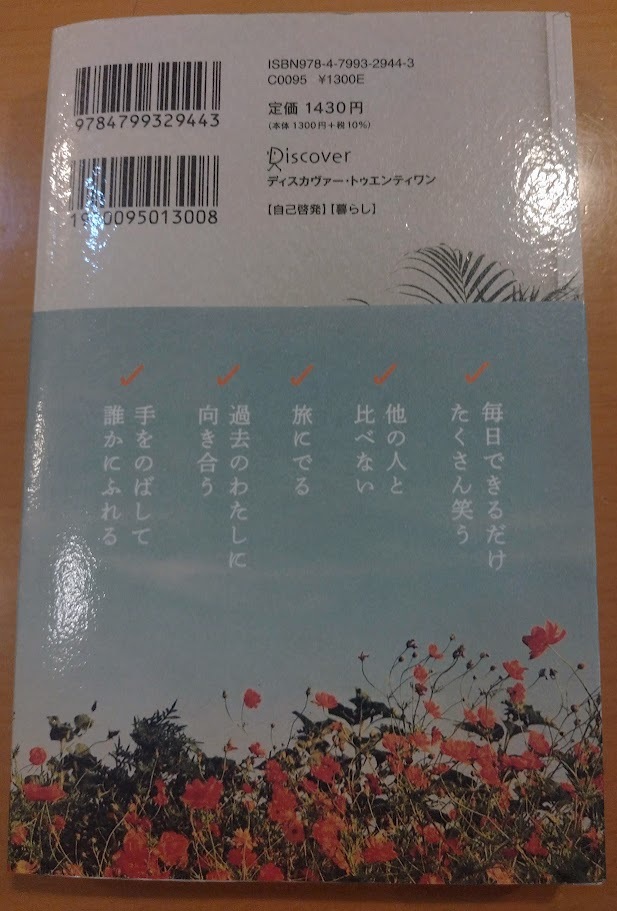 9784799329443
ISBN978-4-7993-2944-3
C0095 ¥1300E
定価 1430円
(本体1300円+税10%)
Discover
ディスカヴァー・トゥエンティワン
【自己啓発】【暮らし】
✓
毎日できるだけ
たくさん笑う
✓
他の人と
比べない
✓
旅にでる
✓
過去のわたしに
向き合う
✓
手をのばして
誰かにふれる